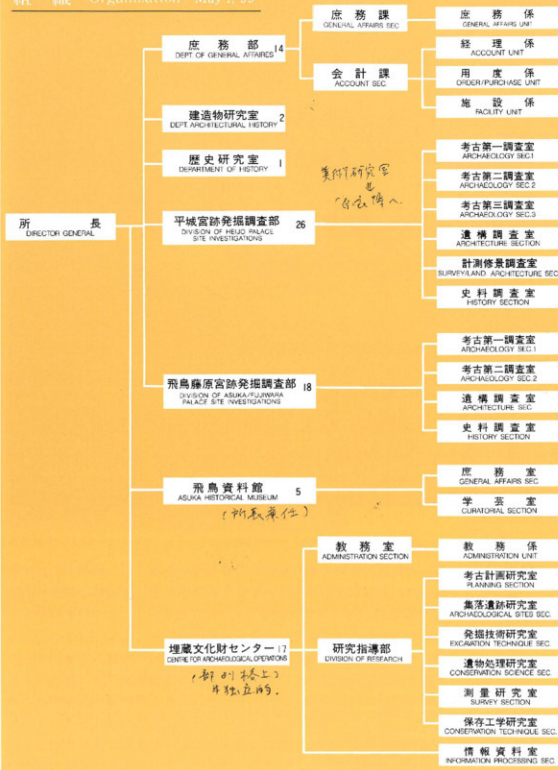 組 織 Organization May 1. 95
所 長
DIRECTOR GENERAL
庶務部 14
DEPT. OF GENERAL AFFAIRES
庶務課
GENERAL AFFAIRS SEC.
庶務係
GENERAL AFFAIRS UNIT
会計課
ACCOUNT SEC.
経理係
ACCOUNT UNIT
用度係
ORDER/PURCHASE UNIT
施設係
FACILITY UNIT
建造物研究室 2
DEPT. ARCHITECTURAL HISTORY
歴史研究室 1
DEPARTMENT OF HISTORY
美術研究室
平城宮跡発掘調査部 26
DIVISION OF HEIJO PALACE
SITE INVESTIGATIONS
考古第一調査室
ARCHAEOLOGY SEC.1
考古第二調査室
ARCHAEOLOGY SEC.2
考古第三調査室
ARCHAEOLOGY SEC.3
遺構調査室
ARCHITECTURE SECTION
計測修景調査室
SURVEY/LAND ARCHITECTURE SEC.
史料調査室
HISTORY SECTION
飛鳥藤原宮跡発掘調査部 18
DIVISION OF ASUKA/FUJIWARA
PALACE SITE INVESTIGATIONS
考古第一調査室
ARCHAEOLOGY SEC.1
考古第二調査室
ARCHAEOLOGY SEC.2
遺構調査室
ARCHITECTURE SEC.
史料調査室
HISTORY SECTION
飛鳥資料館 5
ASUKA HISTORICAL MUSEUM
(所長兼任)
庶務室
GENERAL AFFAIRS SEC.
学芸室
CURATORIAL SECTION
埋蔵文化財センター 17
CENTRE FOR ARCHAEOLOGICAL OPERATIONS
教務室
ADMINISTRATION SECTION
教務係
ADMINISTRATION UNIT
研究指導部
DIVISION OF RESEARCH
考古計画研究室
PLANNING SECTION
集落遺跡研究室
ARCHAEOLOGICAL SITES SEC.
発掘技術研究室
EXCAVATION TECHNIQUE SEC.
遺物処理研究室
CONSERVATION SCIENCE SEC.
測量研究室
SURVEY SECTION
保存工学研究室
CONSERVATION TECHNIQUE SEC.
情報資料室
INFORMATION PROCESSING SEC.